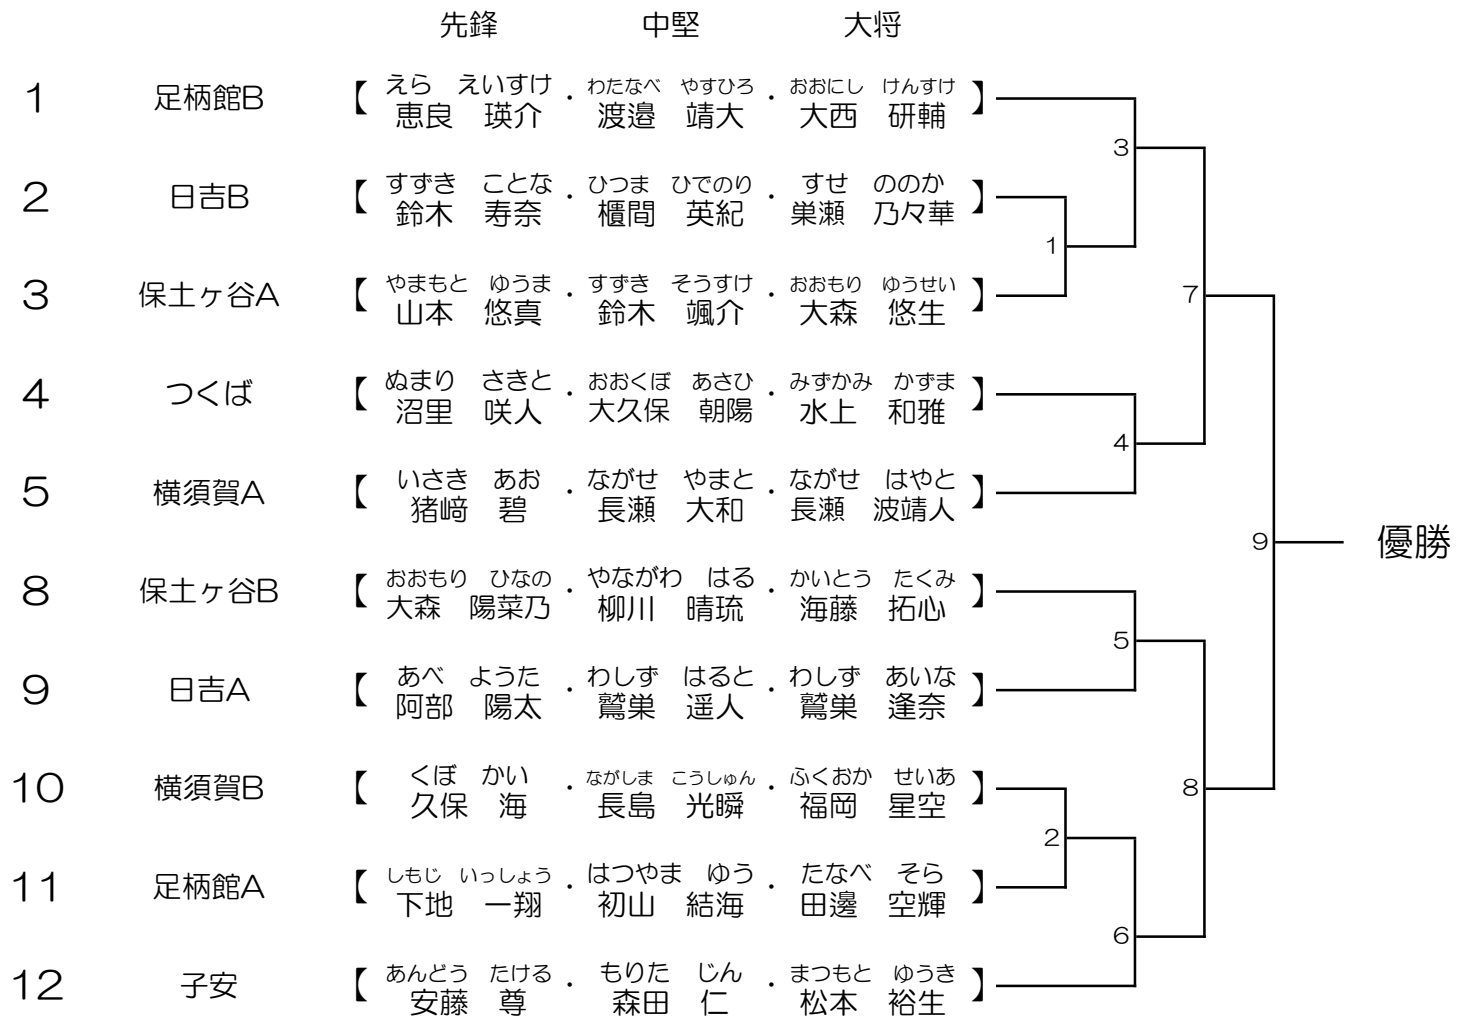 先鋒 中堅 大将
えら えいすけ わたなべ やすひろ おおにし けんすけ
1 足柄館B 【 恵良 瑛介 ・ 渡邉 靖大 ・ 大西 研輔 】
3
すずき ことな ひつま ひでのり すせ ののか
2 日吉B 【 鈴木 寿奈 ・ 櫃間 英紀 ・ 巣瀬 乃々華 】
1
やまもと ゆうま すずき そうすけ おおもり ゆうせい
3 保土ヶ谷A 【 山本 悠真 ・ 鈴木 颯介 ・ 大森 悠生 】
7
ぬまり さきと おおくぼ あさひ みずかみ かずま
4 つくば 【 沼里 咲人 ・ 大久保 朝陽 ・ 水上 和雅 】
4
いさき あお ながせ やまと ながせ はやと
5 横須賀A 【 猪﨑 碧 ・ 長瀬 大和 ・ 長瀬 波靖人 】
9 優勝
おおもり ひなの やながわ はる かいとう たくみ
8 保土ヶ谷B 【 大森 陽菜乃 ・ 柳川 晴琉 ・ 海藤 拓心 】
5
あべ ようた わしず はると わしず あいな
9 日吉A 【 阿部 陽太 ・ 鷲巣 遥人 ・ 鷲巣 逢奈 】
くぼ かい ながしま こうしゅん ふくおか せいあ
10 横須賀B 【 久保 海 ・ 長島 光瞬 ・ 福岡 星空 】
8
2
しもじ いっしょう はつやま ゆう たなべ そら
11 足柄館A 【 下地 一翔 ・ 初山 結海 ・ 田邊 空輝 】
6
あんどう たける もりた じん まつもと ゆうき
12 子安 【 安藤 尊 ・ 森田 仁 ・ 松本 裕生 】